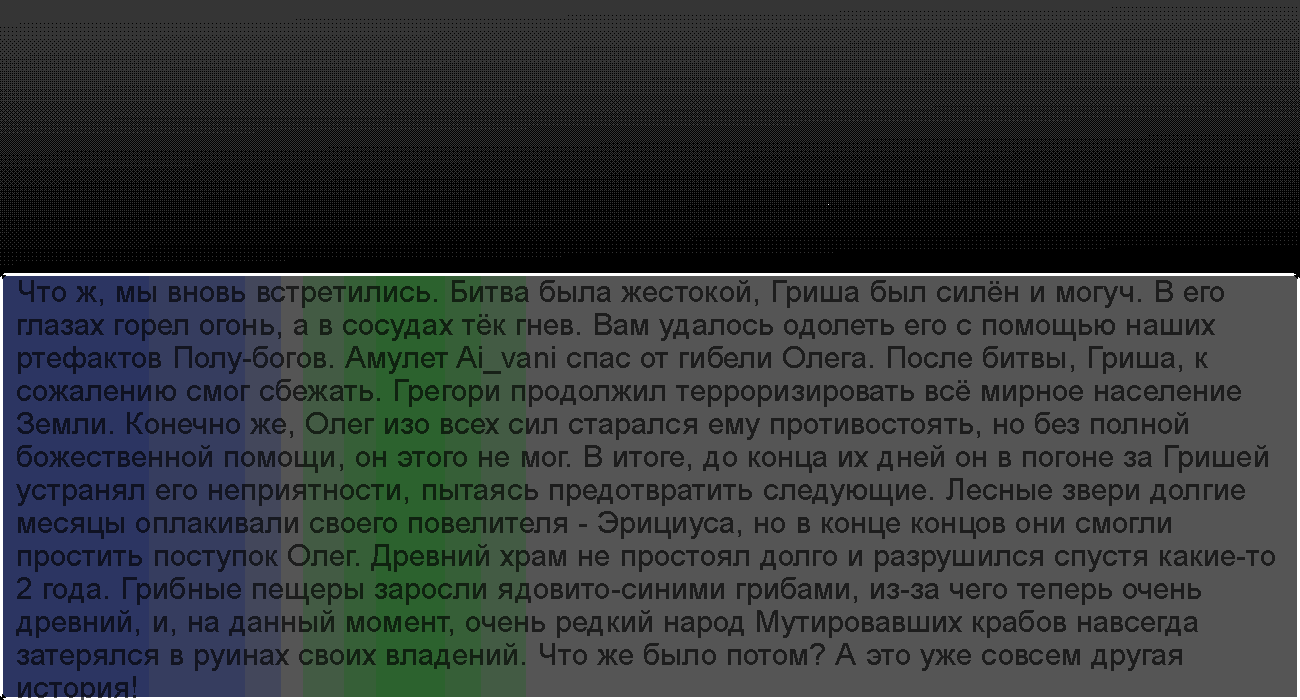 Что ж, мы вновь встретились. Битва была жестокой, Гриша был силён и могуч. В его
глазах горел огонь, а в сосудах тёк гнев. Вам удалось одолеть его с помощью наших
ртефактов Полу-богов. Амулет Ai_vani спас от гибели Олега. После битвы, Гриша, к
сожалению смог сбежать. Грегори продолжил терроризировать всё мирное население
Земли. Конечно же, Олег изо всех сил старался ему противостоять, но без полной
божественной помощи, он этого не мог. В итоге, до конца их дней он в погоне за Гришей
устранял его неприятности, пытаясь предотвратить следующие. Лесные звери долгие
месяцы оплакивали своего повелителя - Эрициуса, но в конце концов они смогли
простить поступок Олег. Древний храм не простоял долго и разрушился спустя какие-то
2 года. Грибные пещеры заросли ядовито-синими грибами, из-за чего теперь очень
древний, и, на данный момент, очень редкий народ Мутировавших крабов навсегда
затерялся в руинах своих владений. Что же было потом? А это уже совсем другая
история!